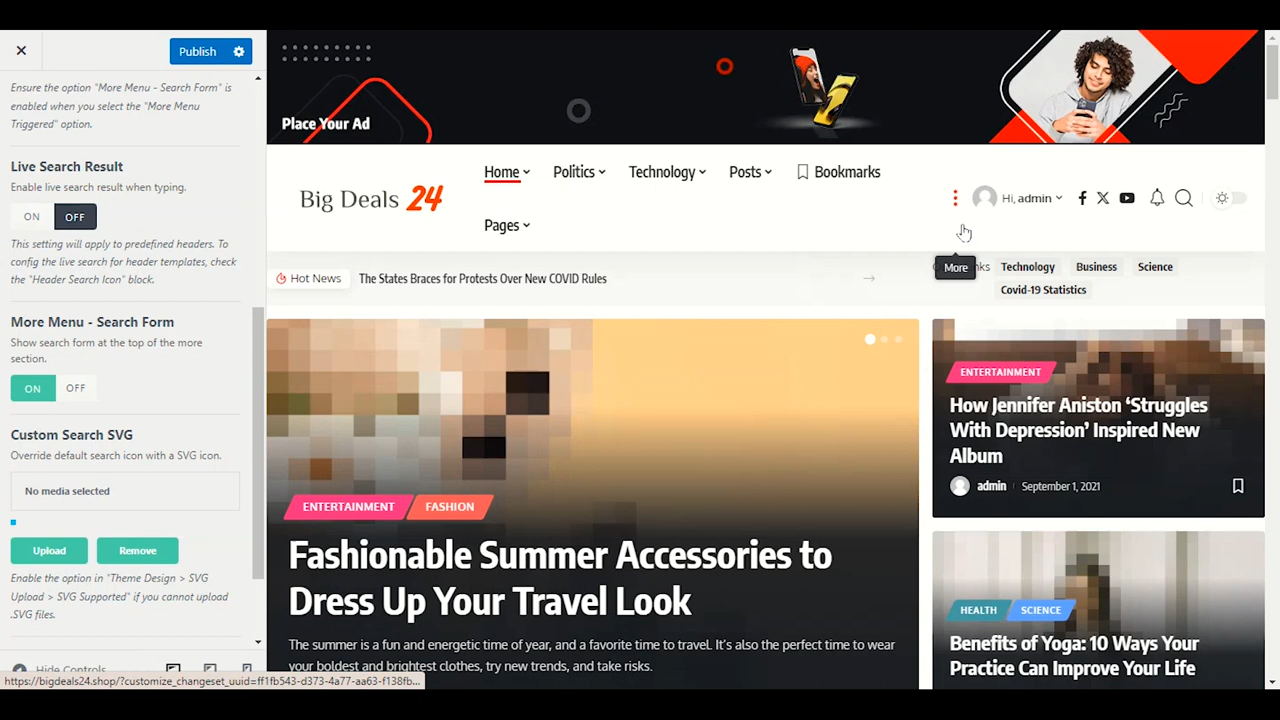 Publish
Ensure the option "More Menu - Search Form" is
enabled when you select the "More Menu
Triggered" option.
Live Search Result
Enable live search result when typing.
ON OFF
This setting will apply to predefined headers. To
config the live search for header templates, check
the "Header Search Icon" block.
More Menu - Search Form
Show search form at the top of the more
section.
ON OFF
Custom Search SVG
Override default search icon with a SVG icon.
No media selected
Upload Remove
Enable the option in "Theme Design > SVG
Upload > SVG Supported" if you cannot upload
.SVG files.
Hide Controls
https://bigdeals24.shop/?customize_changeset_uuid=ff1fb543-d373-4a77-aa63-f138fb...
Place Your Ad
Big Deals 24
Home Politics Technology Posts Bookmarks
Pages
Hi, admin
More
Hot News The States Braces for Protests Over New COVID Rules
Technology Business Science
Covid-19 Statistics
ENTERTAINMENT FASHION
Fashionable Summer Accessories to
Dress Up Your Travel Look
The summer is a fun and energetic time of year, and a favorite time to travel. It's also the perfect time to wear
your boldest and brightest clothes, try new trends, and take risks.
ENTERTAINMENT
How Jennifer Aniston ‘Struggles
With Depression’ Inspired New
Album
admin September 1, 2021
HEALTH SCIENCE
Benefits of Yoga: 10 Ways Your
Practice Can Improve Your Life